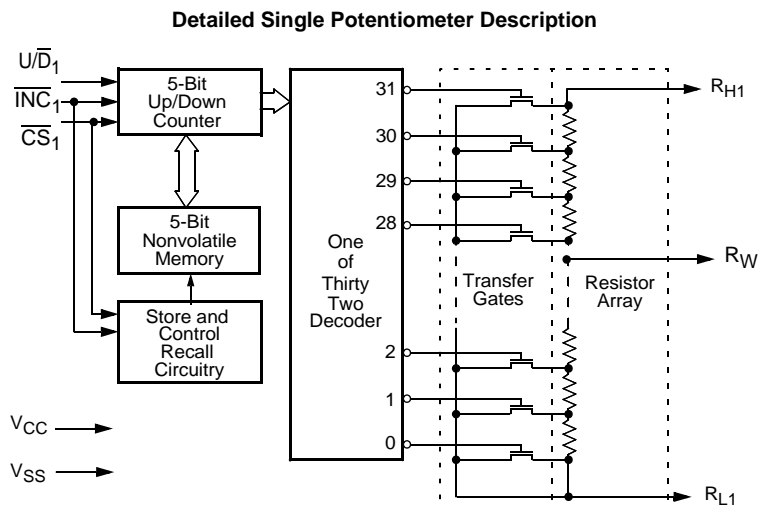 Detailed Single Potentiometer Description
U/D̅1
I̅N̅C̅1
C̅S̅1
5-Bit
Up/Down
Counter
5-Bit
Nonvolatile
Memory
Store and
Control
Recall
Circuitry
VCC
VSS
One
of
Thirty
Two
Decoder
31
30
29
28
2
1
0
Transfer
Gates
Resistor
Array
RH1
RW
RL1